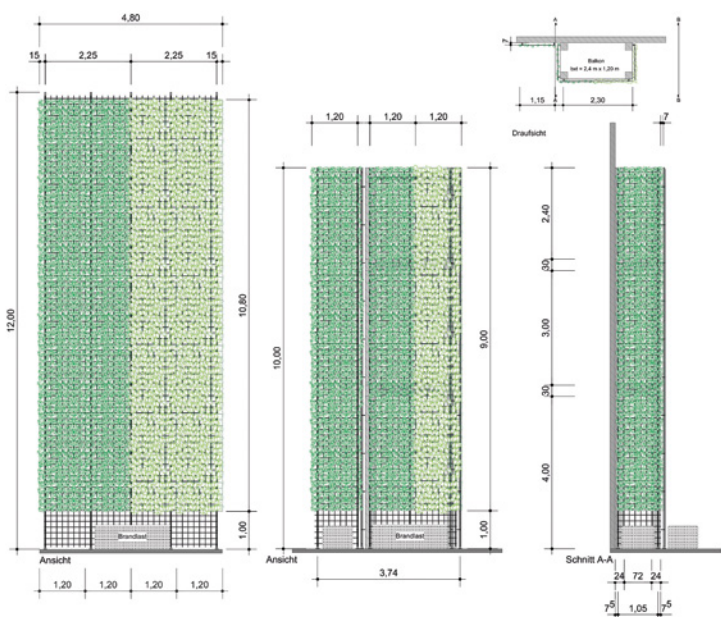 4,80
2,25 2,25
15 15
12,00
10,80
1,00
Brandlast
Ansicht
1,20 1,20 1,20 1,20
1,20 1,20 1,20
10,00
9,00
1,00
Brandlast
Ansicht
3,74
A B
Balkon
1,15 2,30
A B
Draufsicht
7
2,40
30
3,00
30
4,00
Schnitt A-A
24 72 24
7⁵ 1,05 7⁵